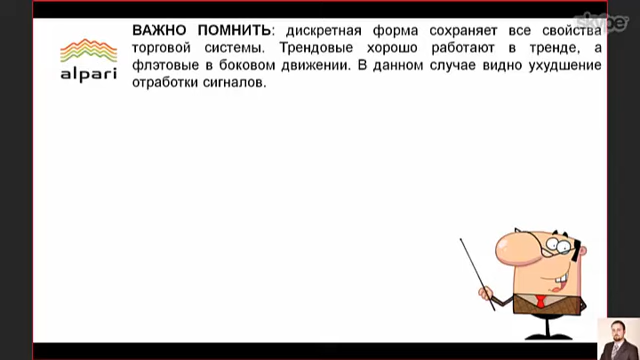 ВАЖНО ПОМНИТЬ: дискретная форма сохраняет все свойства
торговой системы. Трендовые хорошо работают в тренде, а
флэтовые в боковом движении. В данном случае видно ухудшение
отработки сигналов.
alpari
skype